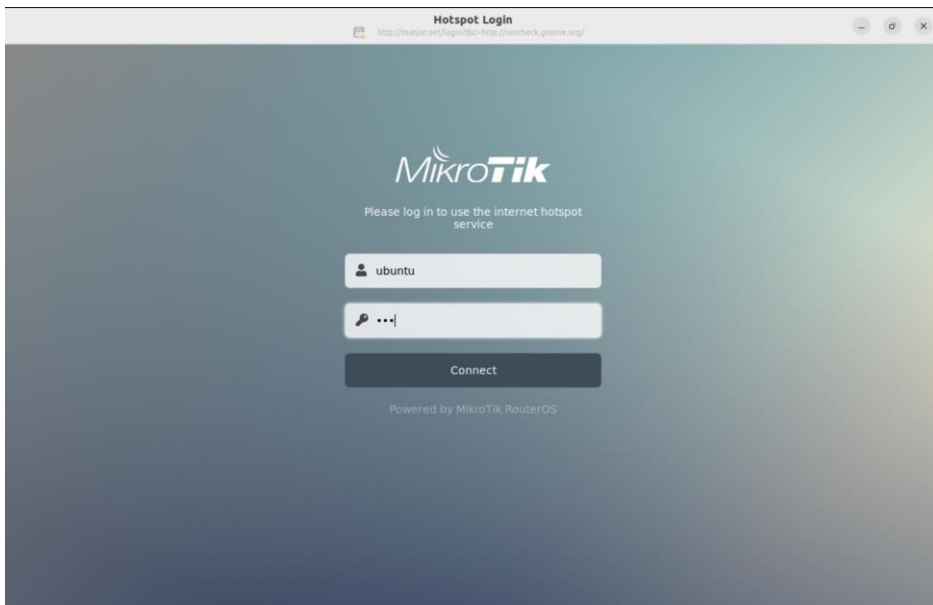 Hotspot Login
http://manjar.net/login?dst=http://nmcheck.gnome.org/
MikroTik
Please log in to use the internet hotspot
service
ubuntu
•••
Connect
Powered by MikroTik RouterOS